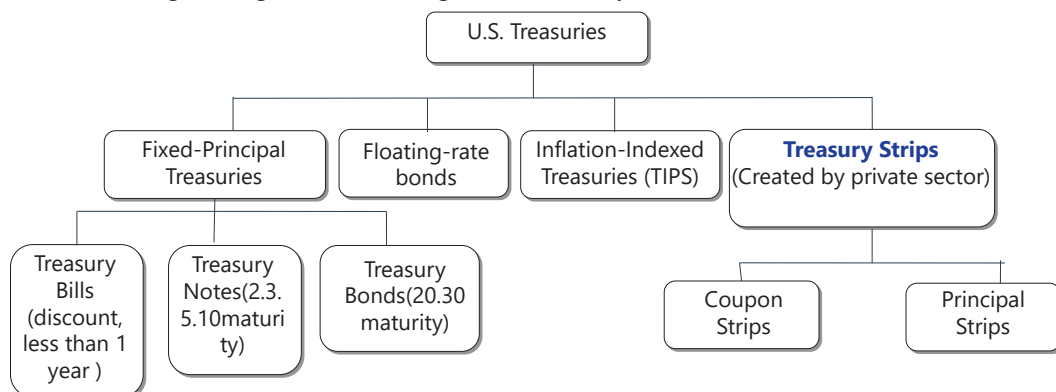 U.S. Treasuries
Fixed-Principal
Treasuries
Floating-rate
bonds
Inflation-Indexed
Treasuries (TIPS)
Treasury Strips
(Created by private sector)
Treasury
Bills
(discount,
less than 1
year )
Treasury
Notes(2.3.
5.10maturi
ty)
Treasury
Bonds(20.30
maturity)
Coupon
Strips
Principal
Strips